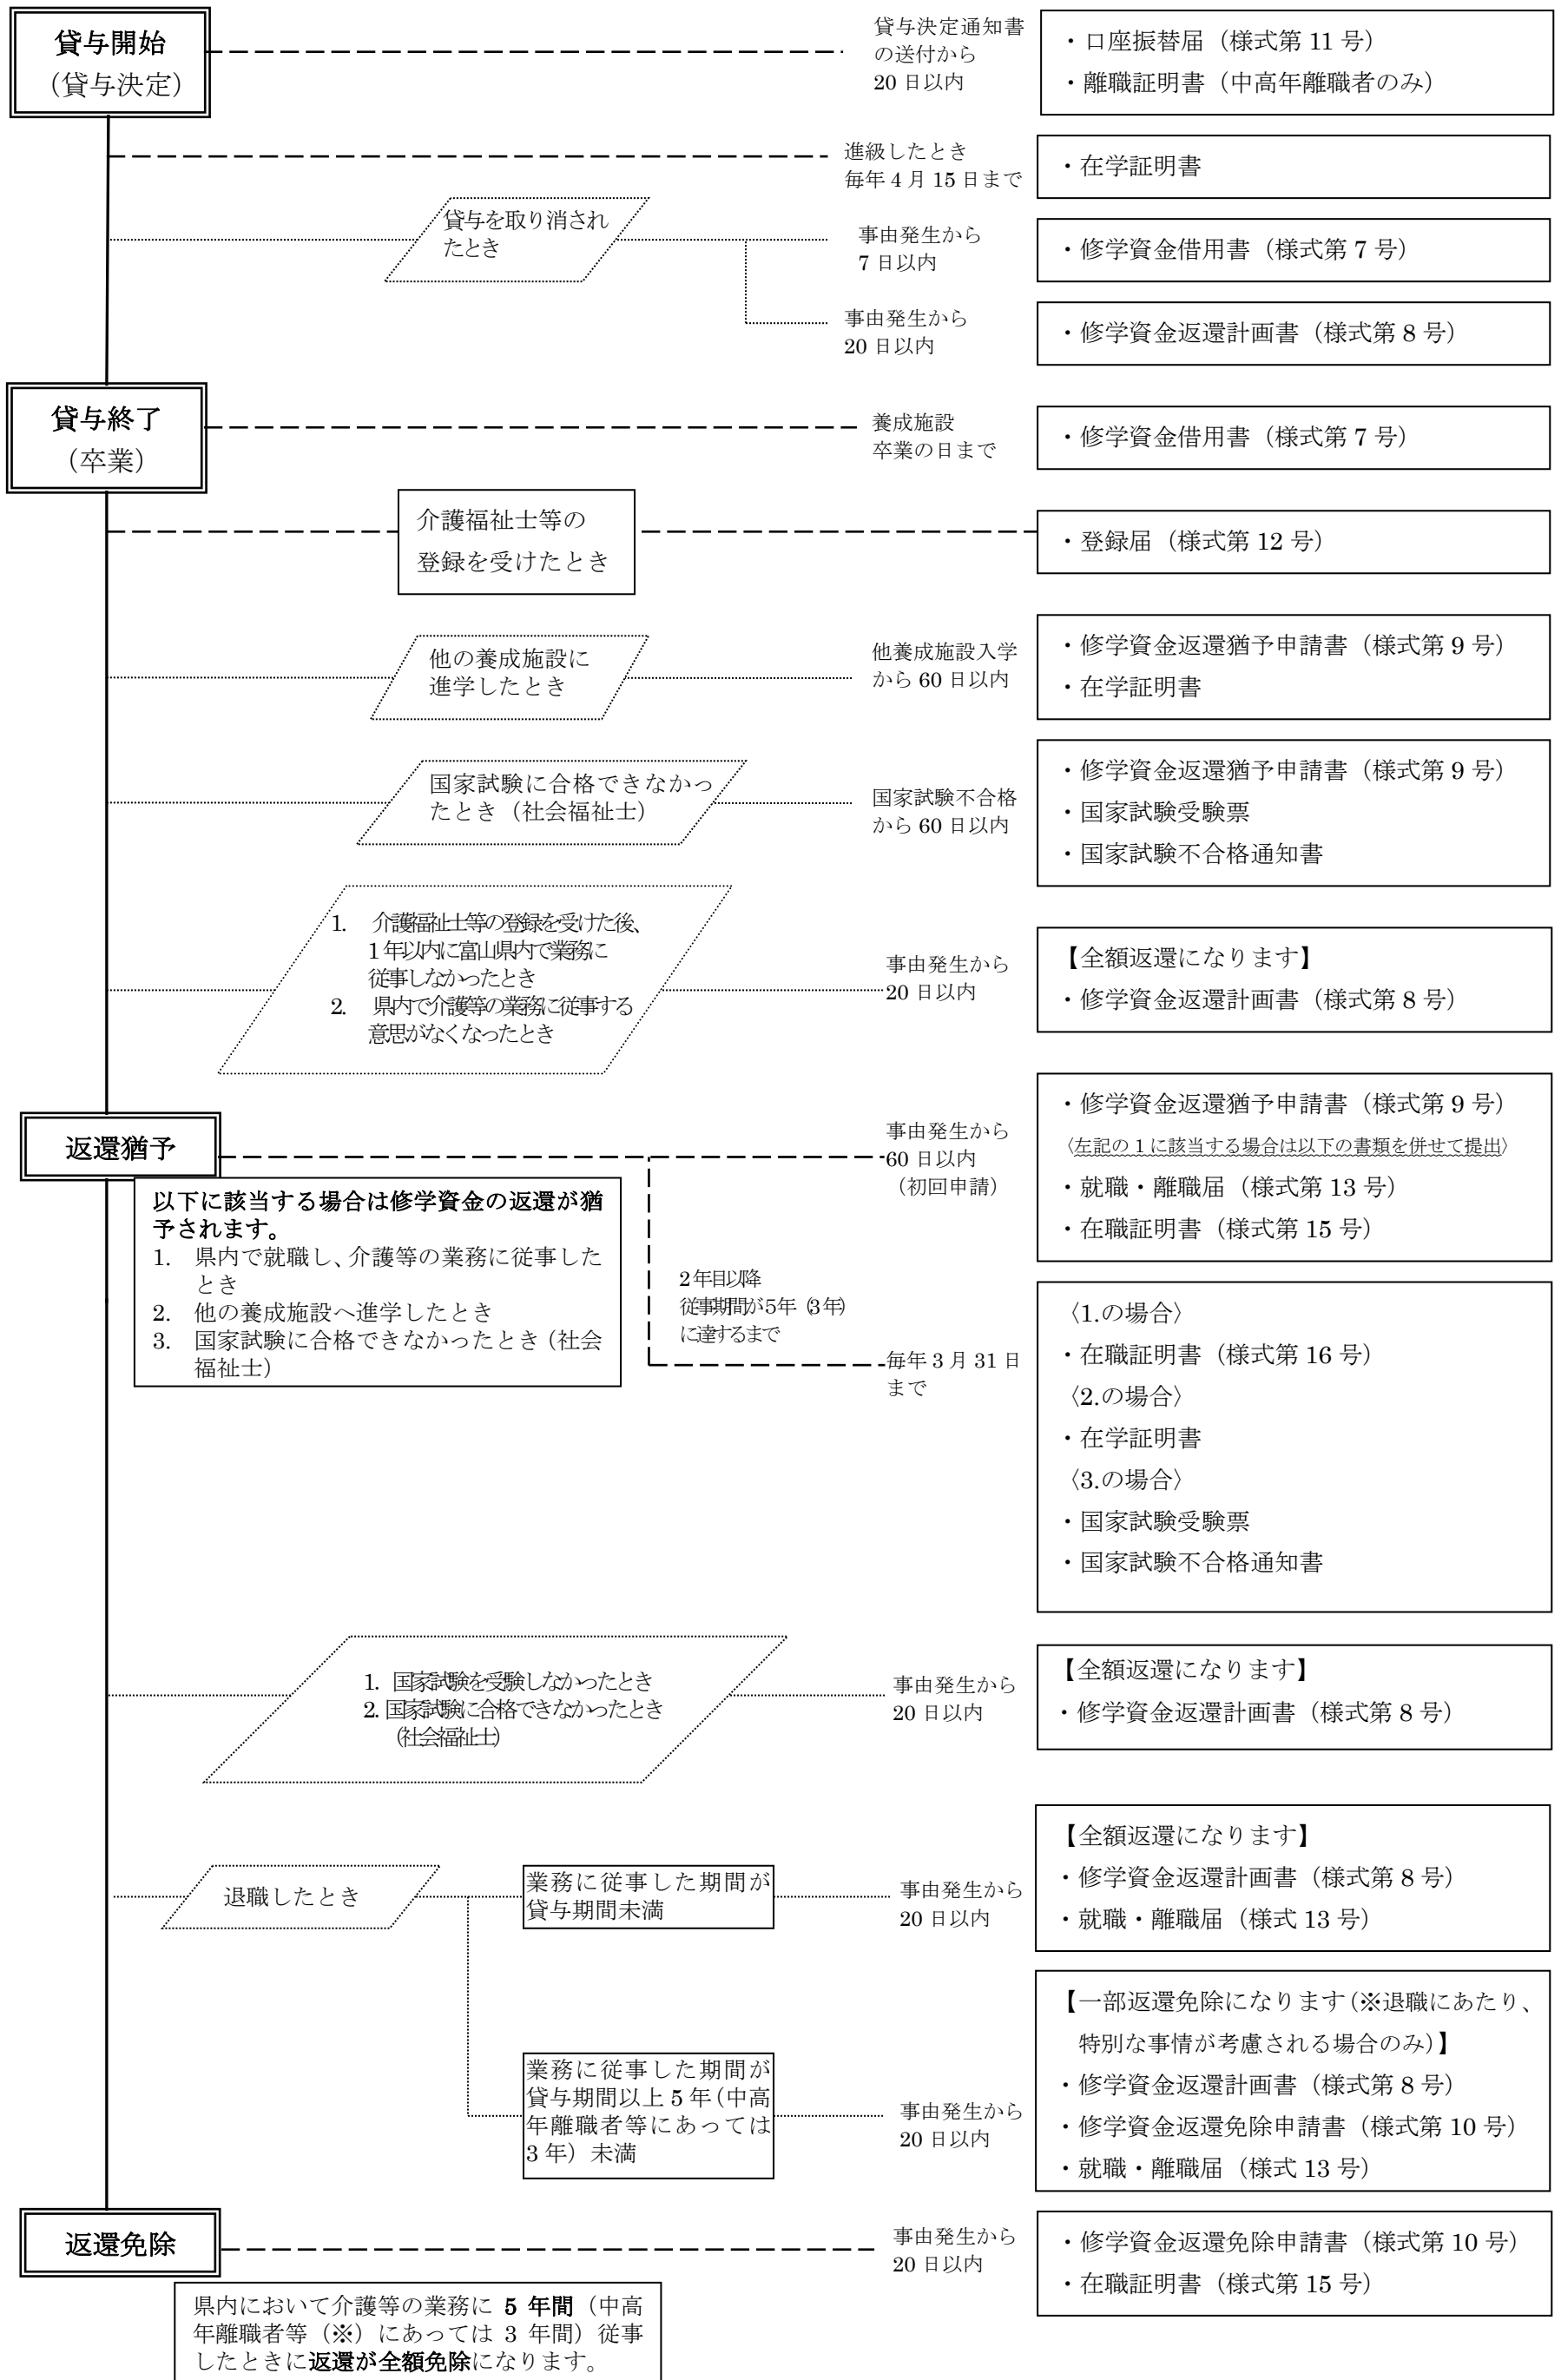 貸与開始
（貸与決定）
貸与決定通知書
の送付から
20 日以内
・口座振替届（様式第 11 号）
・離職証明書（中高年離職者のみ）
進級したとき
毎年 4 月 15 日まで
・在学証明書
貸与を取り消され
たとき
事由発生から
7 日以内
・修学資金借用書（様式第 7 号）
事由発生から
20 日以内
・修学資金返還計画書（様式第 8 号）
貸与終了
（卒業）
養成施設
卒業の日まで
・修学資金借用書（様式第 7 号）
介護福祉士等の
登録を受けたとき
・登録届（様式第 12 号）
他の養成施設に
進学したとき
他養成施設入学
から 60 日以内
・修学資金返還猶予申請書（様式第 9 号）
・在学証明書
国家試験に合格できなかっ
たとき（社会福祉士）
国家試験不合格
から 60 日以内
・修学資金返還猶予申請書（様式第 9 号）
・国家試験受験票
・国家試験不合格通知書
1. 介護福祉士等の登録を受けた後、
1 年以内に富山県内で業務に
従事しなかったとき
2. 県内で介護等の業務に従事する
意思がなくなったとき
事由発生から
20 日以内
【全額返還になります】
・修学資金返還計画書（様式第 8 号）
返還猶予
以下に該当する場合は修学資金の返還が猶
予されます。
1. 県内で就職し、介護等の業務に従事した
とき
2. 他の養成施設へ進学したとき
3. 国家試験に合格できなかったとき（社会
福祉士）
事由発生から
60 日以内
（初回申請）
・修学資金返還猶予申請書（様式第 9 号）
〈左記の 1 に該当する場合は以下の書類を併せて提出〉
・就職・離職届（様式第 13 号）
・在職証明書（様式第 15 号）
2 年目以降
従事期間が 5 年（3 年）
に達するまで
毎年 3 月 31 日
まで
〈1.の場合〉
・在職証明書（様式第 16 号）
〈2.の場合〉
・在学証明書
〈3.の場合〉
・国家試験受験票
・国家試験不合格通知書
1. 国家試験を受験しなかったとき
2. 国家試験に合格できなかったとき
（社会福祉士）
事由発生から
20 日以内
【全額返還になります】
・修学資金返還計画書（様式第 8 号）
退職したとき
業務に従事した期間が
貸与期間未満
事由発生から
20 日以内
【全額返還になります】
・修学資金返還計画書（様式第 8 号）
・就職・離職届（様式 13 号）
業務に従事した期間が
貸与期間以上 5 年（中高
年離職者等にあっては
3 年）未満
事由発生から
20 日以内
【一部返還免除になります（※退職にあたり、
特別な事情が考慮される場合のみ）】
・修学資金返還計画書（様式第 8 号）
・修学資金返還免除申請書（様式第 10 号）
・就職・離職届（様式 13 号）
返還免除
事由発生から
20 日以内
・修学資金返還免除申請書（様式第 10 号）
・在職証明書（様式第 15 号）
県内において介護等の業務に 5 年間（中高
年離職者等（※）にあっては 3 年間）従事
したときに返還が全額免除になります。